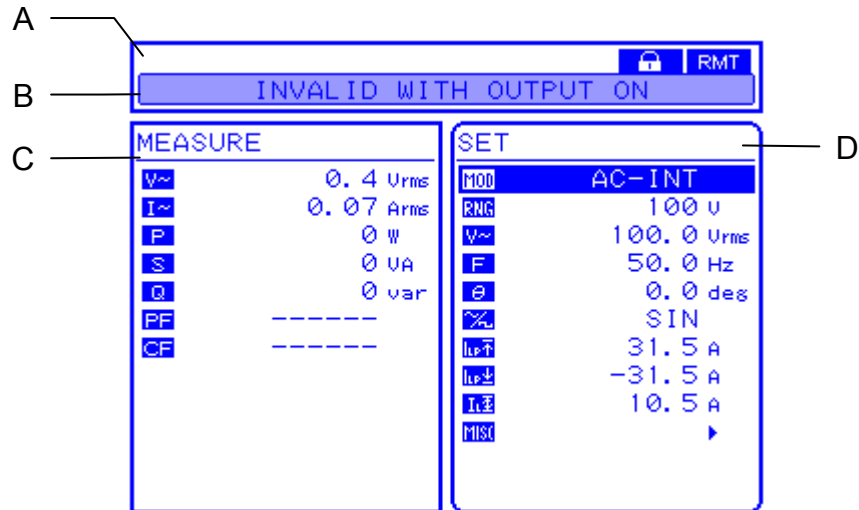 A
RMT
B
INVALID WITH OUTPUT ON
C
MEASURE
V~ 0.4 Vrms
I~ 0.07 Arms
P 0 W
S 0 VA
Q 0 var
PF ------
CF ------
D
SET
MOD AC-INT
RNG 100 V
V~ 100.0 Vrms
F 50.0 Hz
θ 0.0 deg
SIN
31.5 A
-31.5 A
10.5 A
MISC